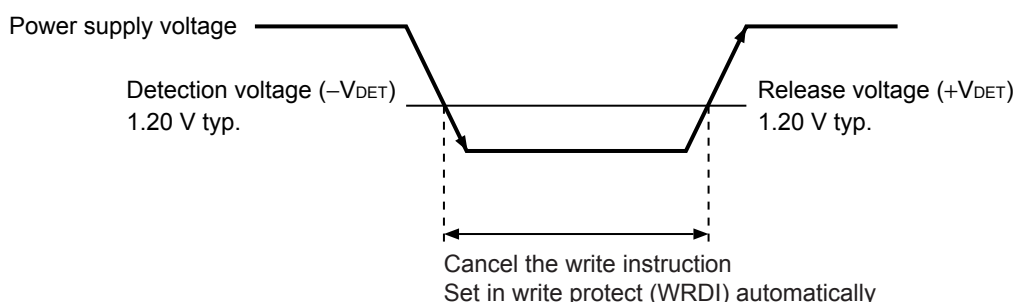 Power supply voltage
Detection voltage (−VDET)
1.20 V typ.
Release voltage (+VDET)
1.20 V typ.
Cancel the write instruction
Set in write protect (WRDI) automatically